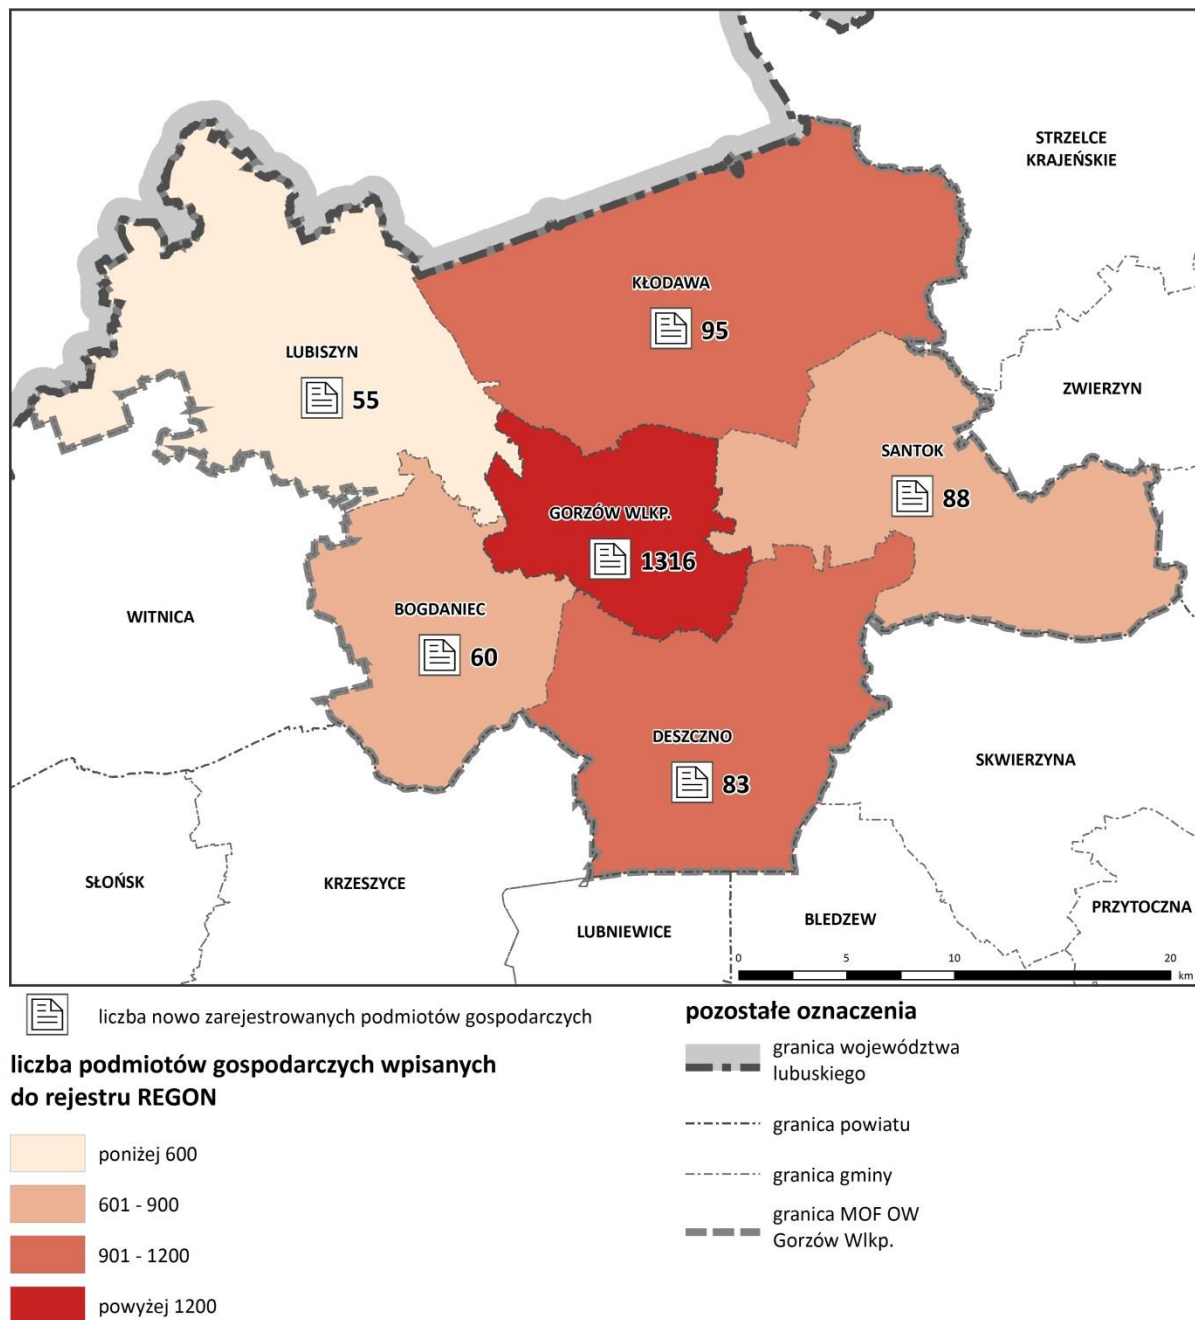 STRZELCE
KRAJEŃSKIE
KŁODAWA
95
LUBISZYN
55
ZWIERZYN
SANTOK
88
GORZÓW WLKP.
1316
WITNICA
BOGDANIEC
60
DESZCZNO
83
SKWIERZYNA
SŁOŃSK
KRZESZYCE
LUBNIEWICE
BLEDZEW
PRZYTOCZNA
0 5 10 20
km
liczba nowo zarejestrowanych podmiotów gospodarczych
liczba podmiotów gospodarczych wpisanych
do rejestru REGON
poniżej 600
601 - 900
901 - 1200
powyżej 1200
pozostałe oznaczenia
granica województwa
lubuskiego
granica powiatu
granica gminy
granica MOF OW
Gorzów Wlkp.